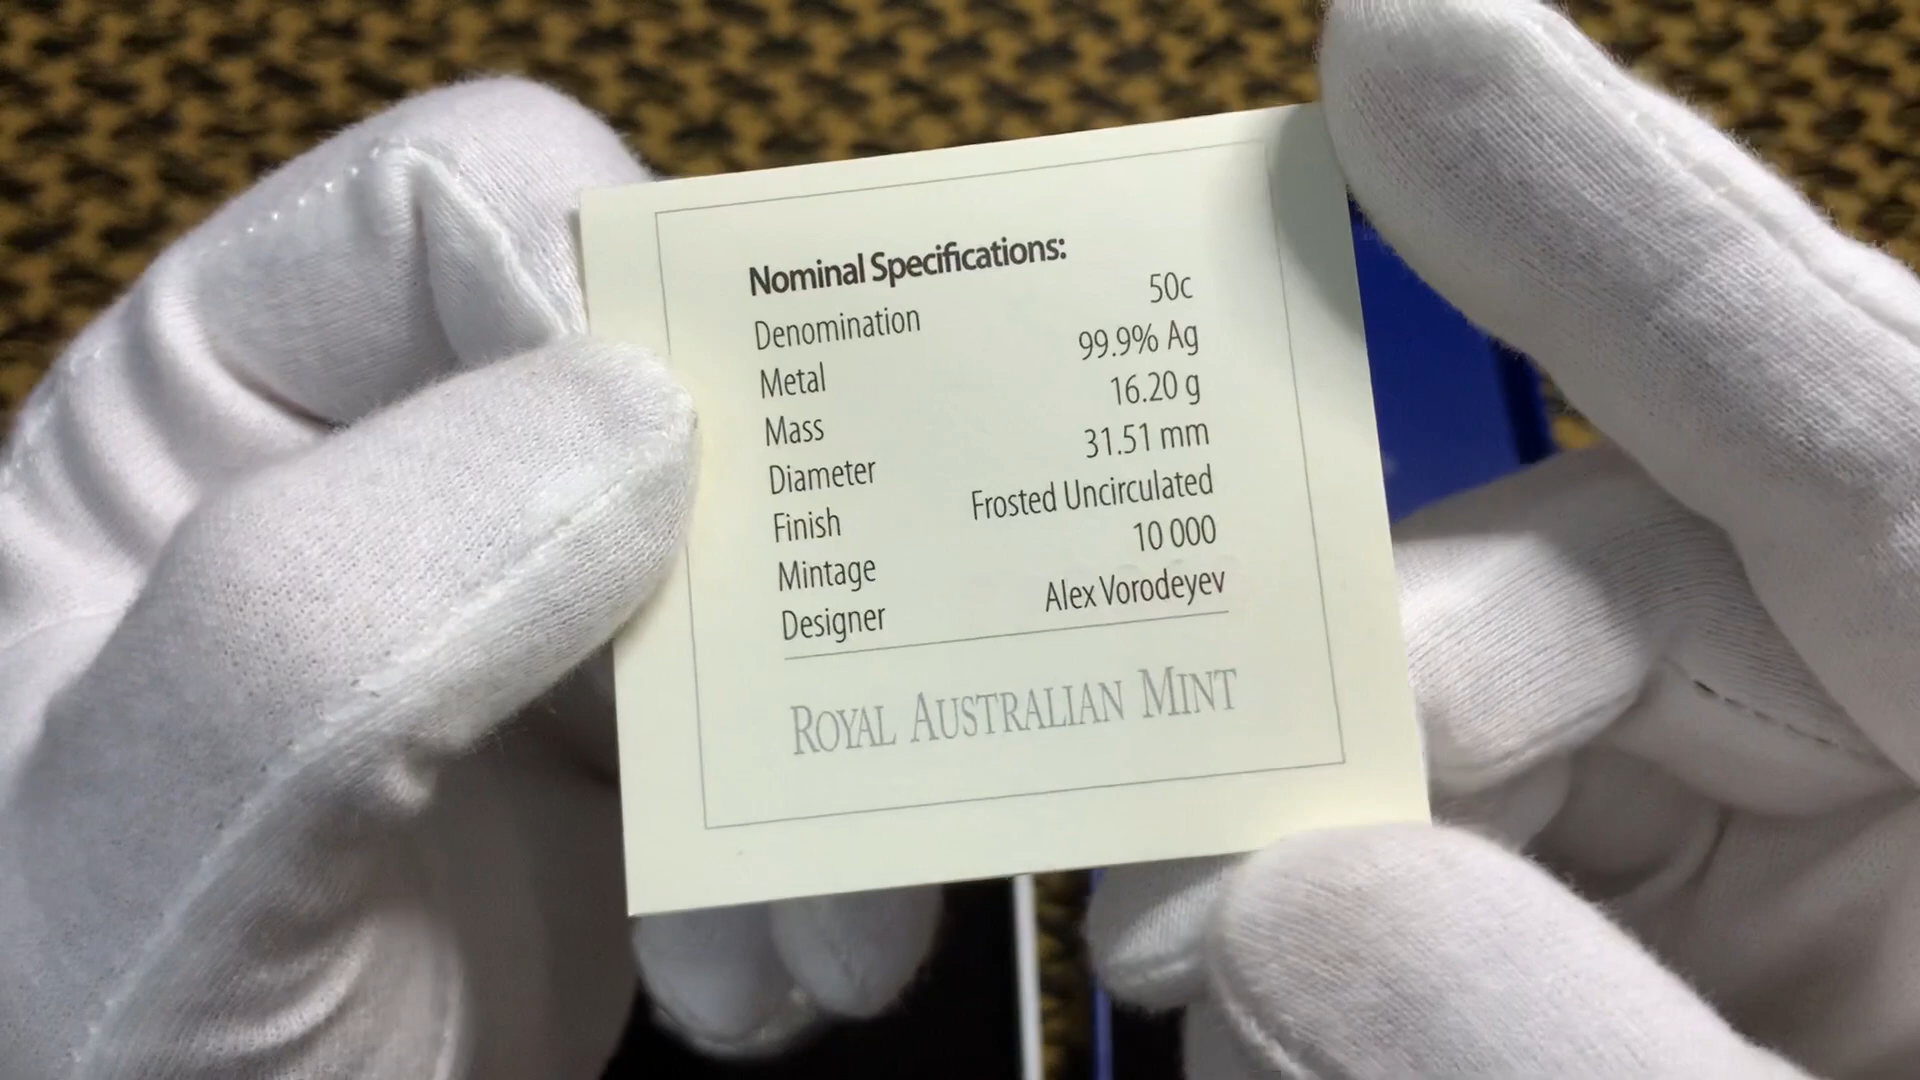 Nominal Specifications:
Denomination 50c
Metal 99.9% Ag
Mass 16.20 g
Diameter 31.51 mm
Finish Frosted Uncirculated
Mintage 10 000
Designer Alex Vorodeyev
ROYAL AUSTRALIAN MINT